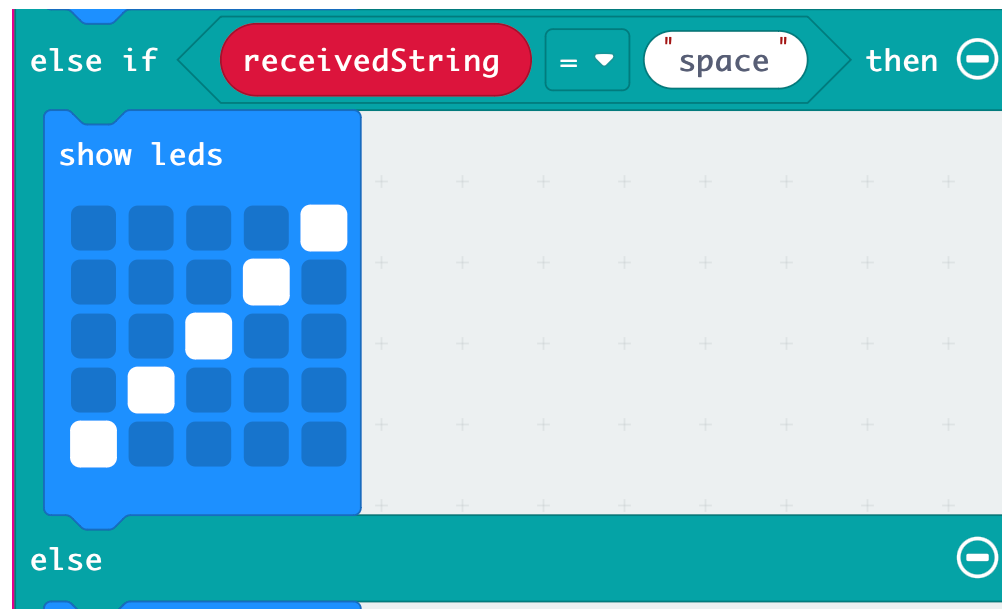 else if receivedString = "space" then
show leds
else